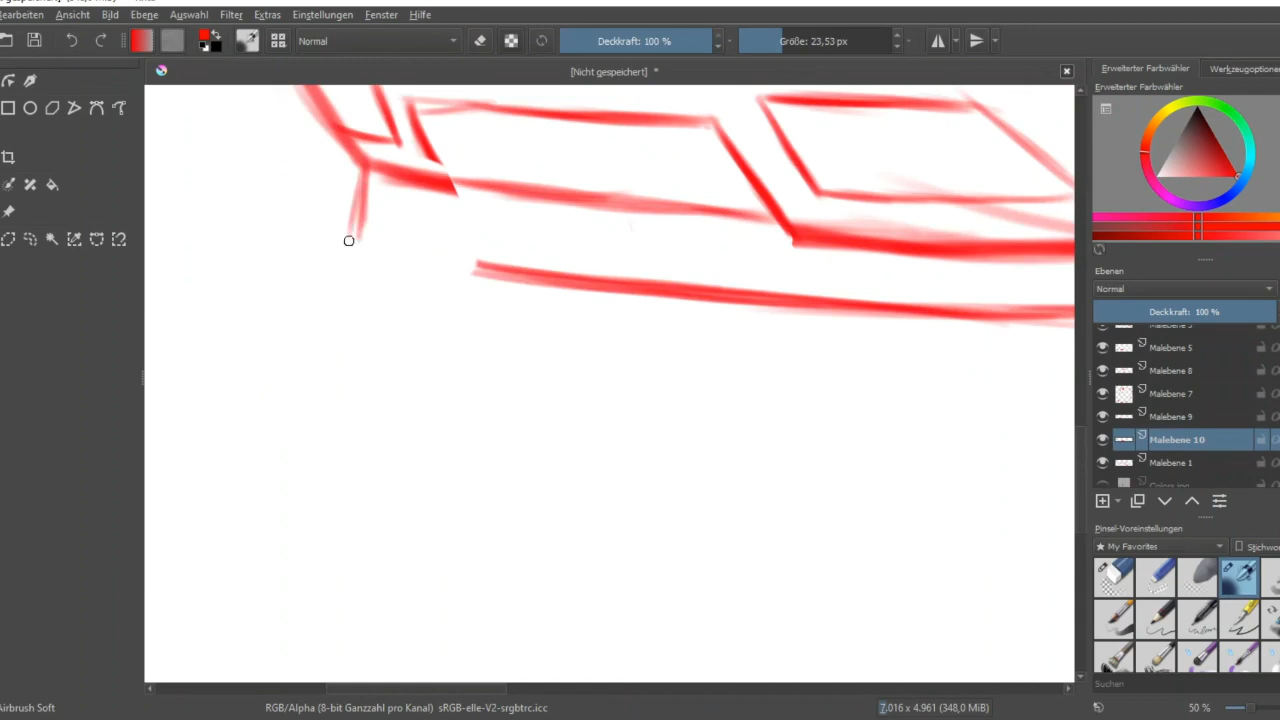 Bearbeiten Ansicht Bild Ebene Auswahl Filter Extras Einstellungen Fenster Hilfe
Normal
Deckkraft: 100 %
Größe: 23,53 px
[Nicht gespeichert] *
Erweiterter Farbwähler
Werkzeugoptionen
Erweiterter Farbwähler
Ebenen
Normal
Deckkraft: 100 %
Malebene 5
Malebene 8
Malebene 7
Malebene 9
Malebene 10
Malebene 1
Colors.jpg
Pinsel-Voreinstellungen
My Favorites
Stichwo
Suchen
Airbrush Soft
RGB/Alpha (8-bit Ganzzahl pro Kanal) sRGB-elle-V2-srgbtrc.icc
7.016 x 4.961 (348,0 MiB)
50 %